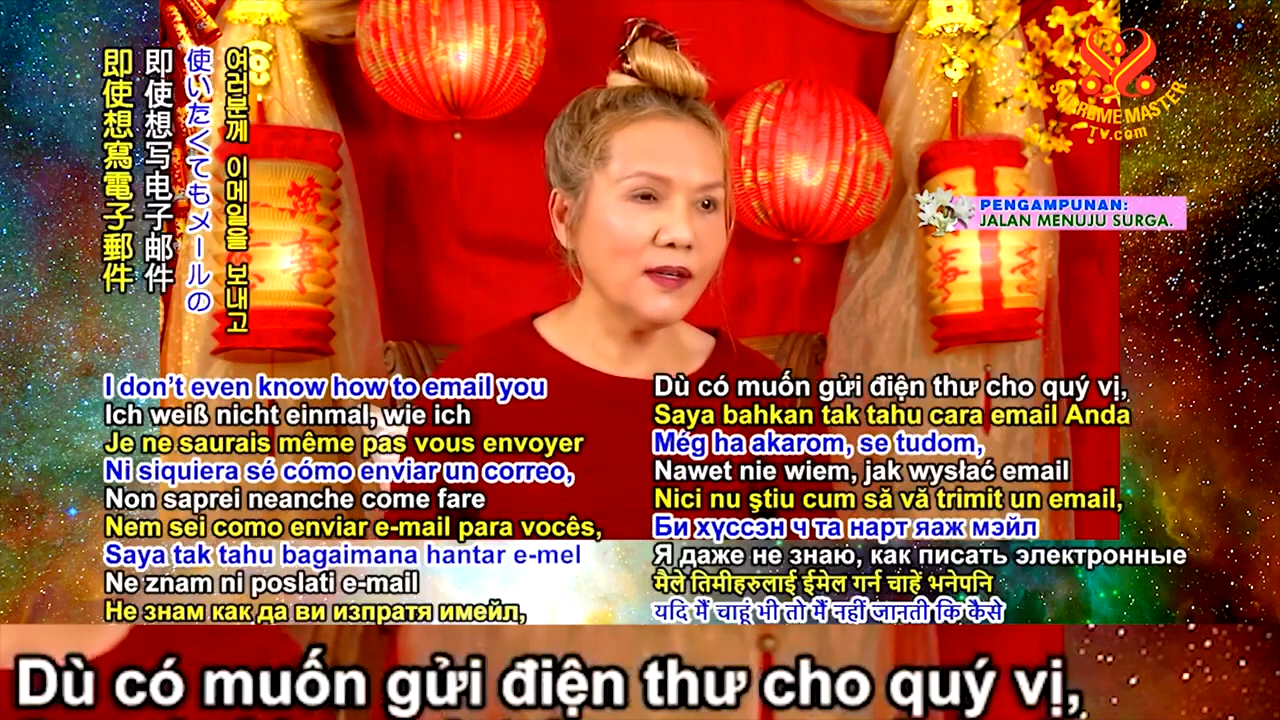 即使想寫電子郵件
即使想写电子邮件
使いたくてもメールの
여러분께 이메일을 보내고
SUPREME MASTER
TV.com
PENGAMPUNAN:
JALAN MENUJU SURGA.
I don’t even know how to email you
Ich weiß nicht einmal, wie ich
Je ne saurais même pas vous envoyer
Ni siquiera sé cómo enviar un correo,
Non saprei neanche come fare
Nem sei como enviar e-mail para vocês,
Saya tak tahu bagaimana hantar e-mel
Ne znam ni poslati e-mail
Не знам как да ви изпратя имейл,
Dù có muốn gửi điện thư cho quý vị,
Saya bahkan tak tahu cara email Anda
Még ha akarom, se tudom,
Nawet nie wiem, jak wysłać email
Nici nu ştiu cum să vă trimit un email,
Би хүссэн ч та нарт яаж мэйл
Я даже не знаю, как писать электронные
मैले तिमीहरुलाई ईमेल गर्न चाहें भनेपनि
यदि मैं चाहूं भी तो मैं नहीं जानती कि कैसे
Dù có muốn gửi điện thư cho quý vị,